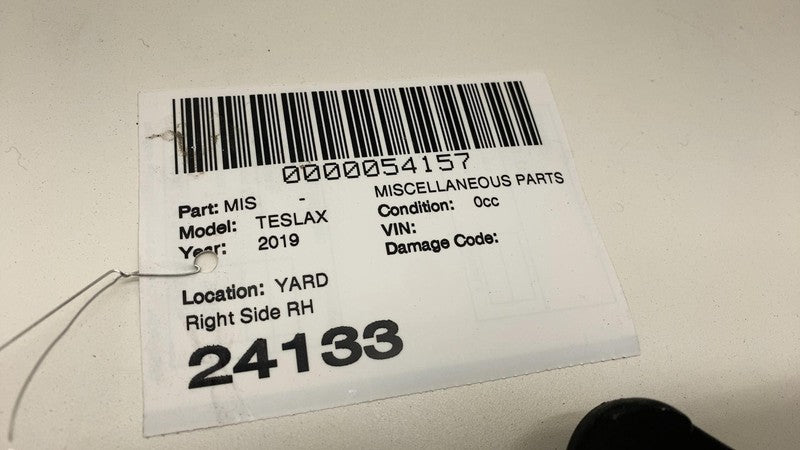 0000054157
Part: MIS -
MISCELLANEOUS PARTS
Model: TESLAX
Condition: 0cc
Year: 2019
VIN:
Damage Code:
Location: YARD
Right Side RH
24133